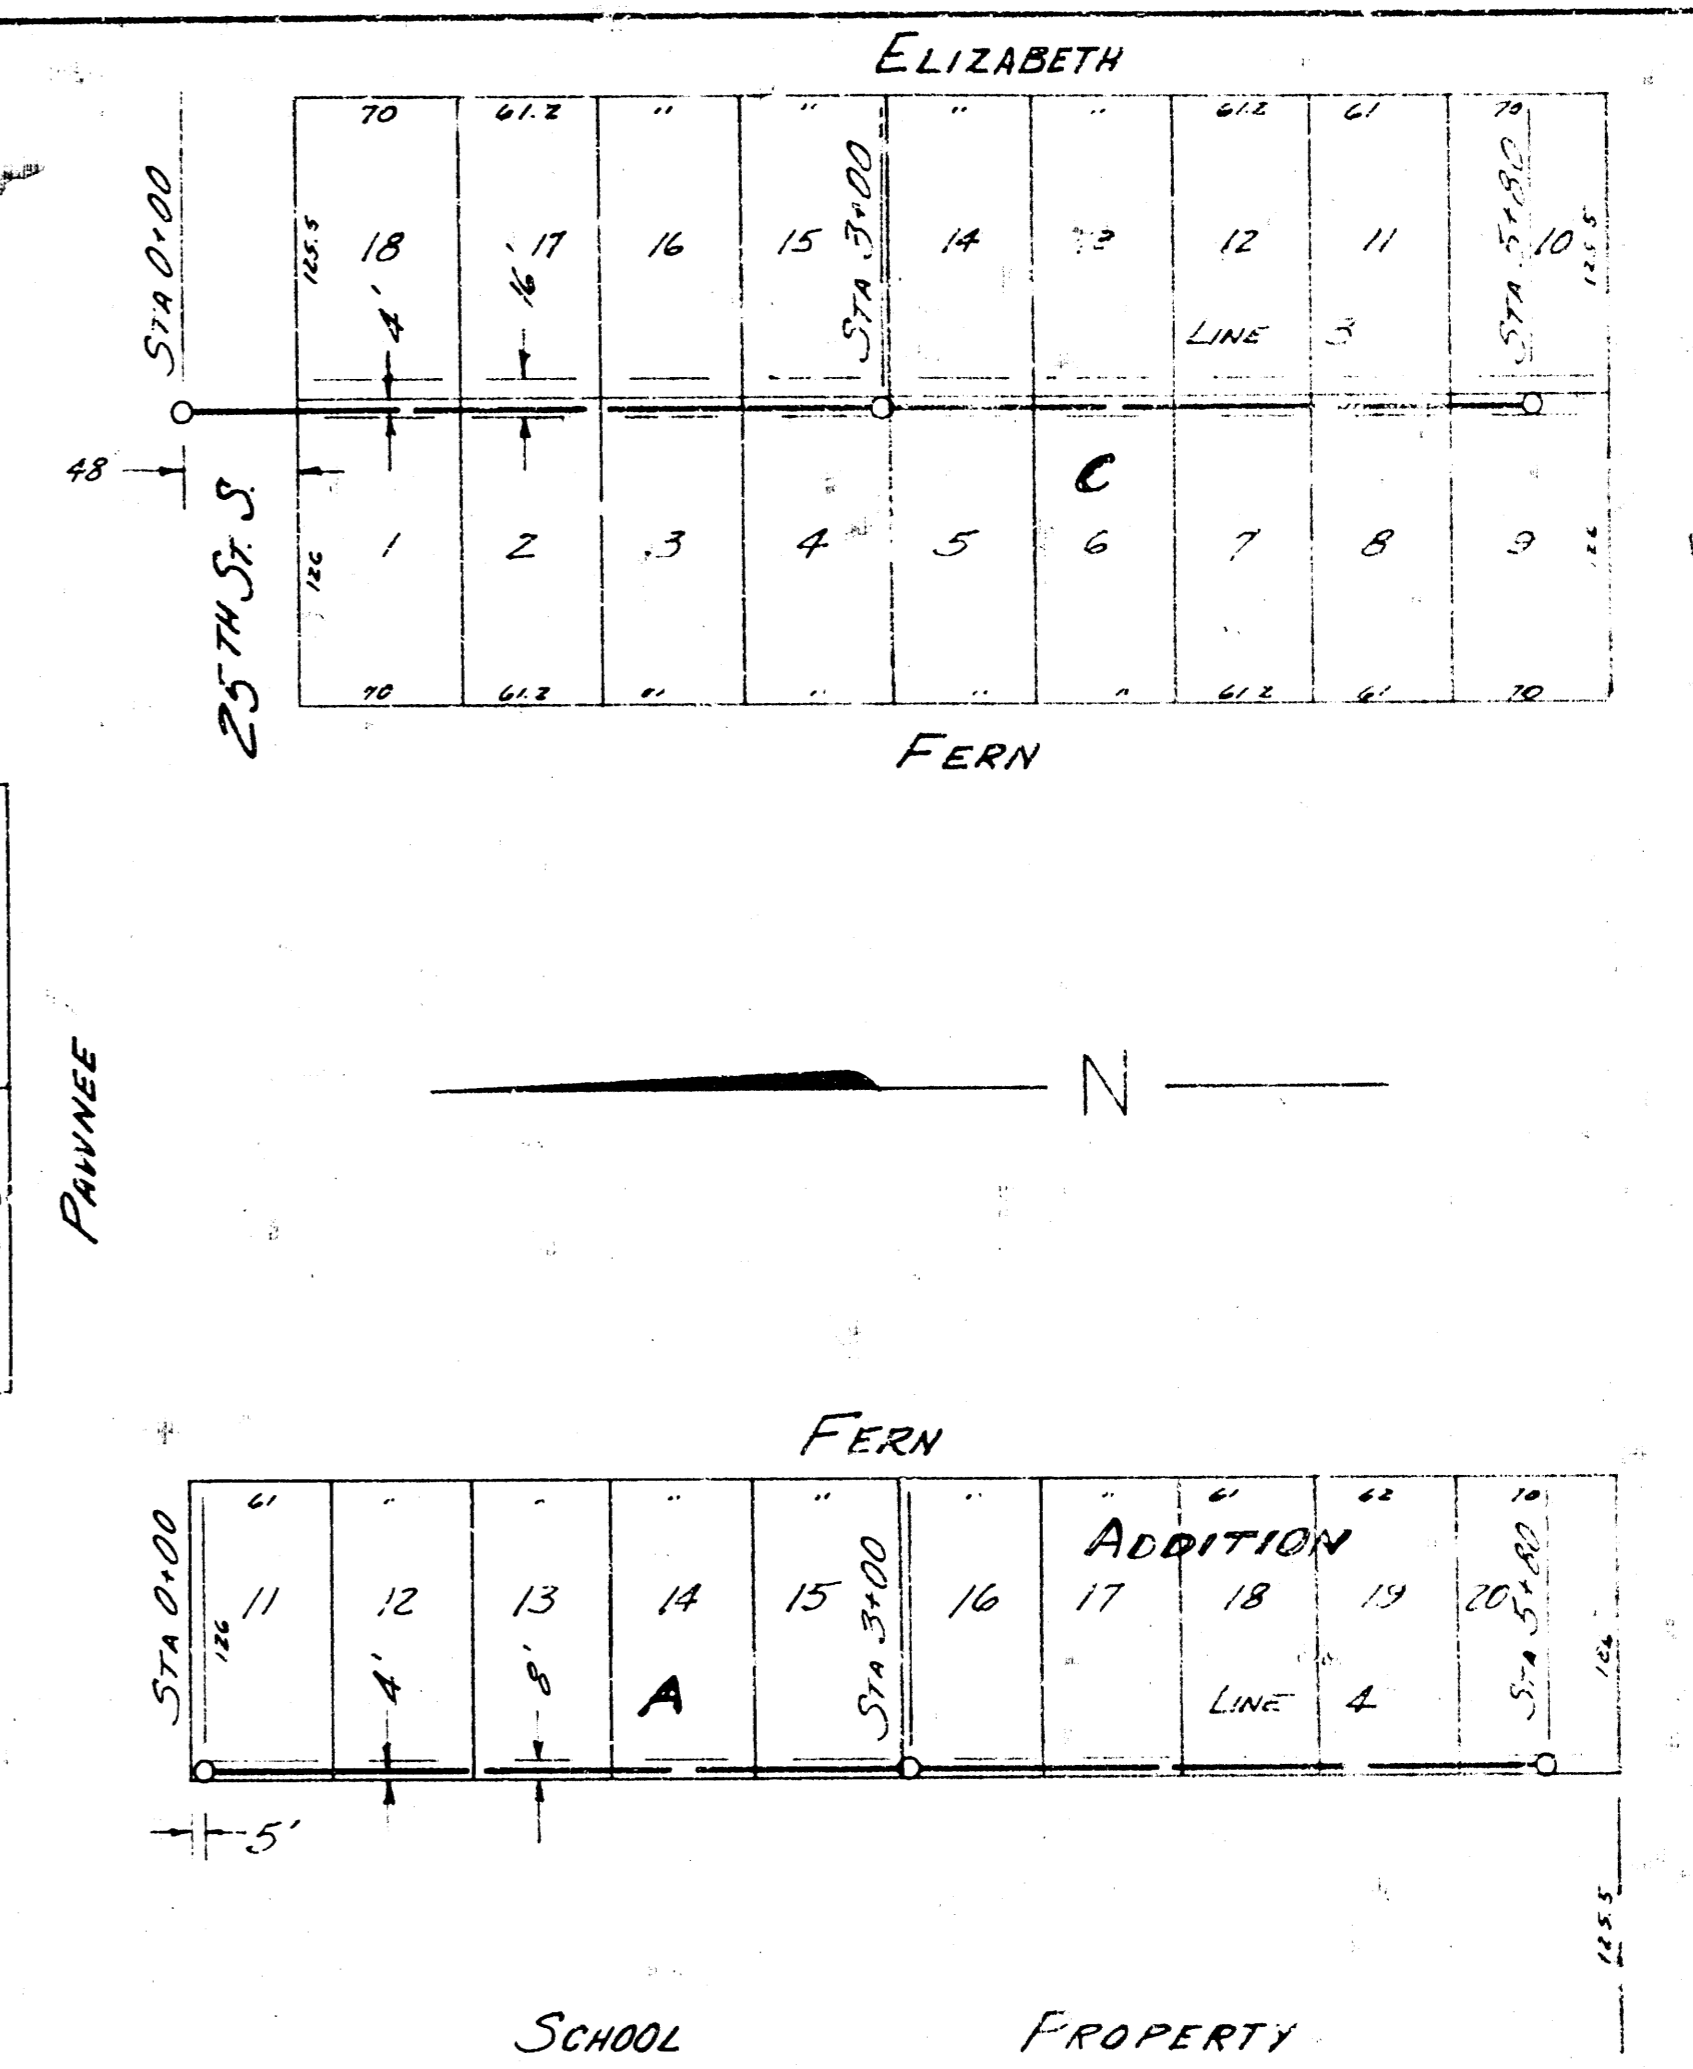 ELIZABETH
70 61.2 " " " " 61.2 61 70
STA 0+00
STA 3+00
STA 5+80
125.5
18 17 16 15 14 13 12 11 10
125.5
4'
16'
LINE 3
48
C
25TH ST. S.
126
1 2 3 4 5 6 7 8 9
126
70 61.2 " " " " 61.2 61 70
FERN
PAWNEE
N
FERN
61 " " " " " " 61 62 70
ADDITION
STA 0+00
STA 3+00
STA 5+80
11 12 13 14 15 16 17 18 19 20
126
126
4'
8'
A
LINE 4
5'
125.5
SCHOOL PROPERTY